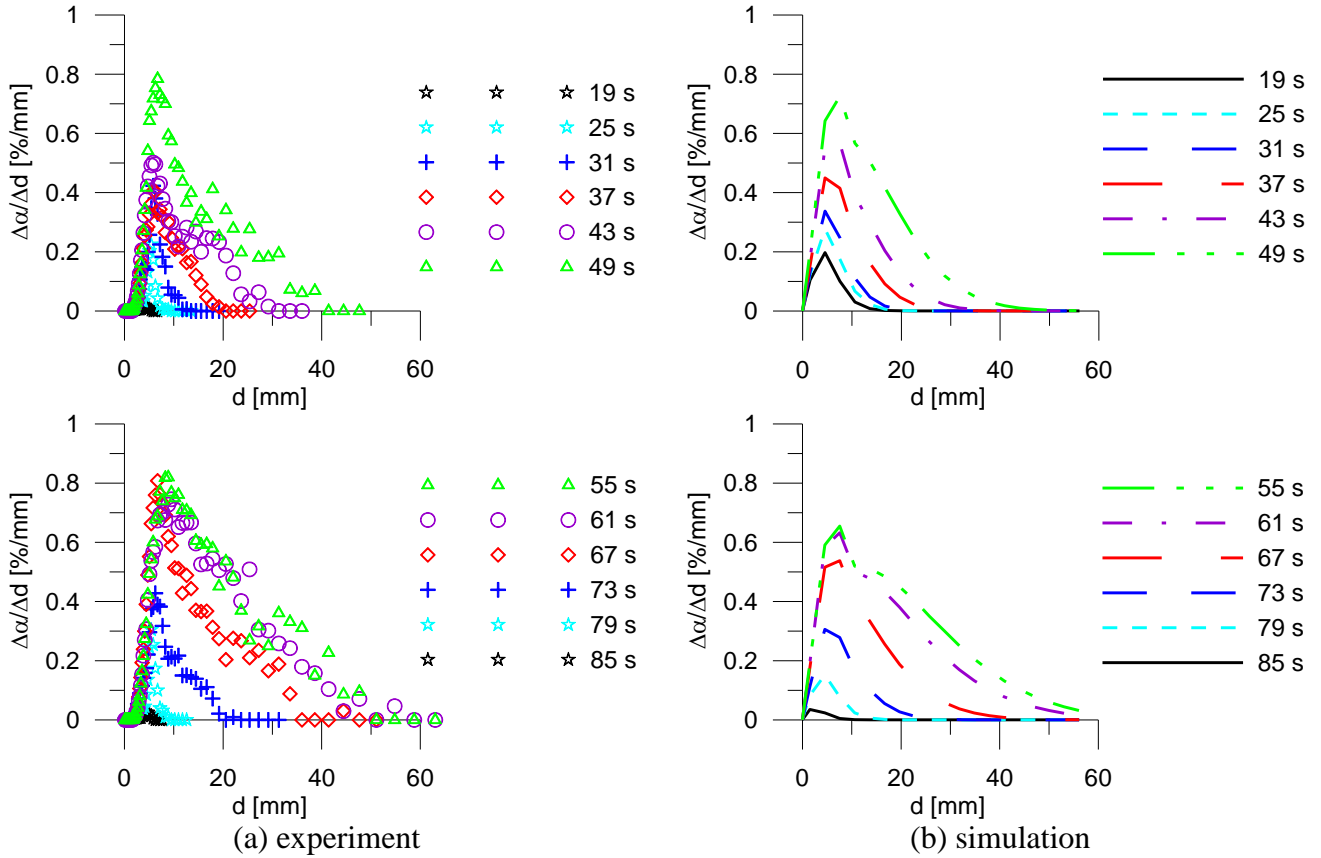 1
0.8
0.6
0.4
0.2
0
Δα/Δd [%/mm]
0 20 40 60
d [mm]
19 s
25 s
31 s
37 s
43 s
49 s
1
0.8
0.6
0.4
0.2
0
Δα/Δd [%/mm]
0 20 40 60
d [mm]
19 s
25 s
31 s
37 s
43 s
49 s
1
0.8
0.6
0.4
0.2
0
Δα/Δd [%/mm]
0 20 40 60
d [mm]
55 s
61 s
67 s
73 s
79 s
85 s
1
0.8
0.6
0.4
0.2
0
Δα/Δd [%/mm]
0 20 40 60
d [mm]
55 s
61 s
67 s
73 s
79 s
85 s
(a) experiment
(b) simulation